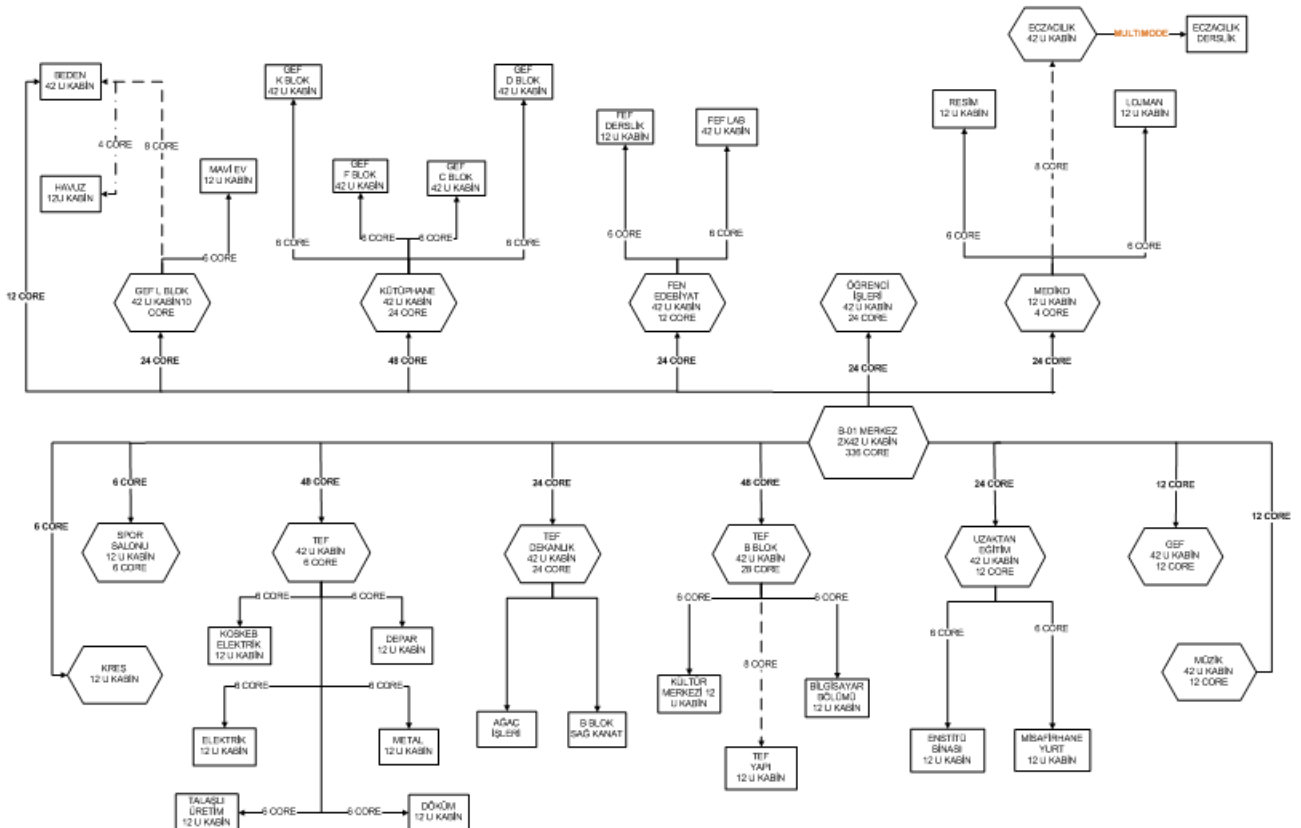 ECZACILIK
42 U KABİN
MULTIMODE
ECZACILIK
DERSLİK
BEDEN
42 U KABİN
GEF
K BLOK
42 U KABİN
GEF
D BLOK
42 U KABİN
RESİM
12 U KABİN
LOJMAN
12 U KABİN
FEF
DERSLİK
12 U KABİN
FEF LAB
42 U KABİN
4 CORE
8 CORE
MAVİ EV
12 U KABİN
GEF
F BLOK
42 U KABİN
GEF
C BLOK
42 U KABİN
8 CORE
HAVUZ
12U KABİN
6 CORE
6 CORE
6 CORE
6 CORE
6 CORE
6 CORE
6 CORE
6 CORE
6 CORE
12 CORE
GEF L BLOK
42 U KABİN10
CORE
KÜTÜPHANE
42 U KABİN
24 CORE
FEN
EDEBİYAT
42 U KABİN
12 CORE
ÖĞRENCİ
İŞLERİ
42 U KABİN
24 CORE
MEDİKO
12 U KABİN
4 CORE
24 CORE
48 CORE
24 CORE
24 CORE
24 CORE
B-01 MERKEZ
2X42 U KABİN
336 CORE
6 CORE
48 CORE
24 CORE
48 CORE
24 CORE
12 CORE
6 CORE
12 CORE
SPOR
SALONU
12 U KABİN
6 CORE
TEF
42 U KABİN
6 CORE
TEF
DEKANLIK
42 U KABİN
24 CORE
TEF
B BLOK
42 U KABİN
28 CORE
UZAKTAN
EĞİTİM
42 U KABİN
12 CORE
GEF
42 U KABİN
12 CORE
6 CORE
6 CORE
6 CORE
6 CORE
KOSKEB
ELEKTRİK
12 U KABİN
DEPAR
12 U KABİN
6 CORE
6 CORE
KREŞ
12 U KABİN
8 CORE
MÜZİK
42 U KABİN
12 CORE
6 CORE
6 CORE
KÜLTÜR
MERKEZİ 12
U KABİN
BİLGİSAYAR
BÖLÜMÜ
12 U KABİN
ELEKTRİK
12 U KABİN
METAL
12 U KABİN
AĞAÇ
İŞLERİ
B BLOK
SAĞ KANAT
ENSTİTÜ
BİNASI
12 U KABİN
MİSAFİRHANE
YURT
12 U KABİN
TEF
YAPI
12 U KABİN
TALAŞLI
ÜRETİM
12 U KABİN
6 CORE
6 CORE
DÖKÜM
12 U KABİN